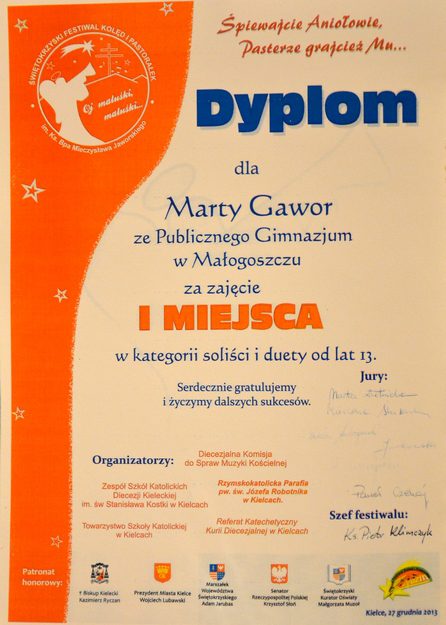 Śpiewajcie Aniołowie,
Pasterze grajcież Mu...
ŚWIĘTOKRZYSKI FESTIWAL KOLĘD I PASTORAŁEK
Oj maluśki,
maluśki...
im. Ks. Bpa Mieczysława Jaworskiego
Dyplom
dla
Marty Gawor
ze Publicznego Gimnazjum
w Małogoszczu
za zajęcie
I MIEJSCA
w kategorii soliści i duety od lat 13.
Serdecznie gratulujemy
i życzymy dalszych sukcesów.
Jury:
Organizatorzy:
Diecezjalna Komisja
do Spraw Muzyki Kościelnej
Zespół Szkół Katolickich
Diecezji Kieleckiej
im. św Stanisława Kostki w Kielcach
Rzymskokatolicka Parafia
pw. św. Józefa Robotnika
w Kielcach.
Towarzystwo Szkoły Katolickiej
w Kielcach
Referat Katechetyczny
Kurii Diecezjalnej w Kielcach
Szef festiwalu:
Ks. Piotr Klimczyk
Patronat
honorowy:
† Biskup Kielecki
Kazimierz Ryczan
Prezydent Miasta Kielce
Wojciech Lubawski
Marszałek
Województwa
Świętokrzyskiego
Adam Jarubas
Senator
Rzeczypospolitej Polskiej
Krzysztof Słoń
Świętokrzyski
Kurator Oświaty
Małgorzata Muzoł
Kielce, 27 grudnia 2013